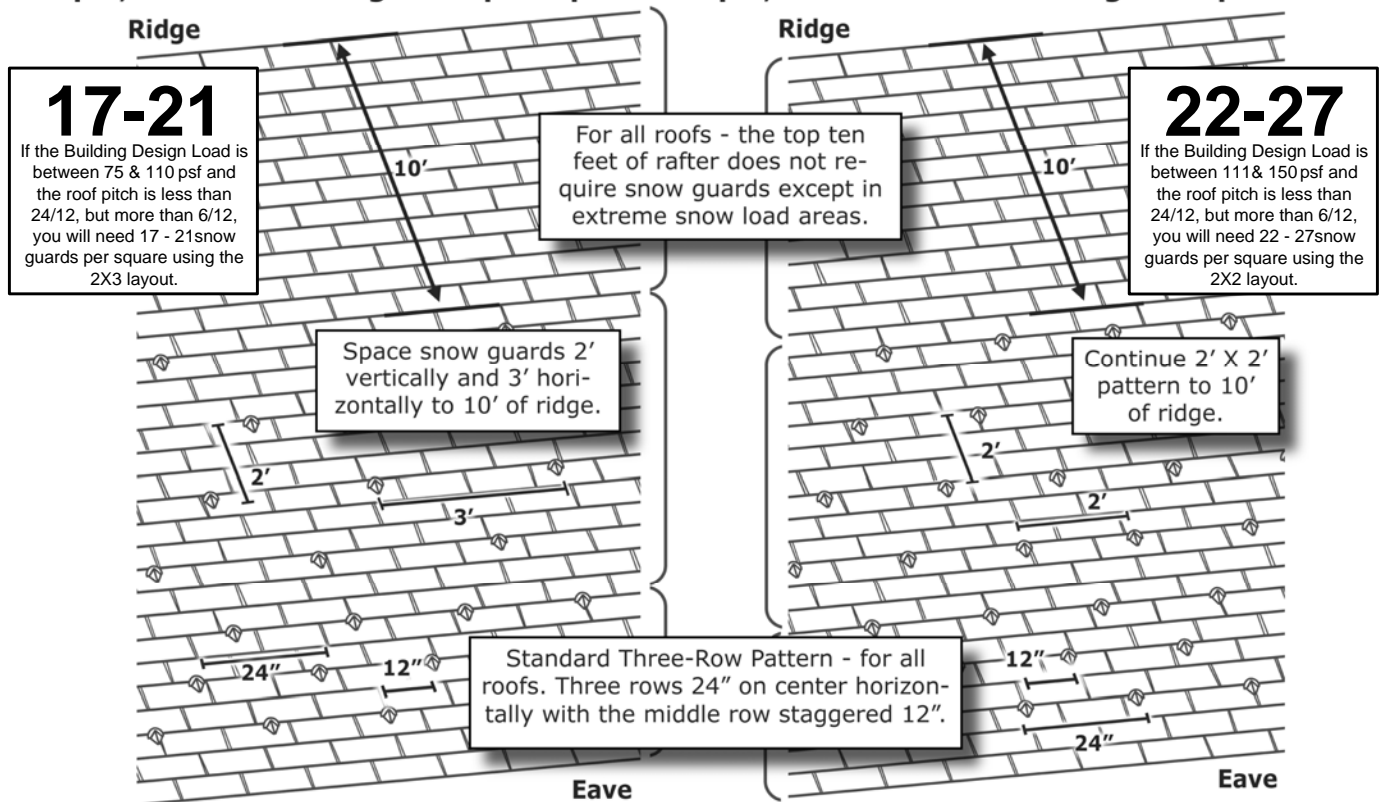 Ridge
Ridge
17-21
If the Building Design Load is
between 75 & 110 psf and
the roof pitch is less than
24/12, but more than 6/12,
you will need 17 - 21snow
guards per square using the
2X3 layout.
10’
For all roofs - the top ten
feet of rafter does not re-
quire snow guards except in
extreme snow load areas.
10’
22-27
If the Building Design Load is
between 111& 150 psf and
the roof pitch is less than
24/12, but more than 6/12,
you will need 22 - 27snow
guards per square using the
2X2 layout.
Space snow guards 2’
vertically and 3’ hori-
zontally to 10’ of ridge.
Continue 2’ X 2’
pattern to 10’
of ridge.
2’
3’
2’
2’
24”
12”
Standard Three-Row Pattern - for all
roofs. Three rows 24” on center horizon-
tally with the middle row staggered 12”.
12”
24”
Eave
Eave